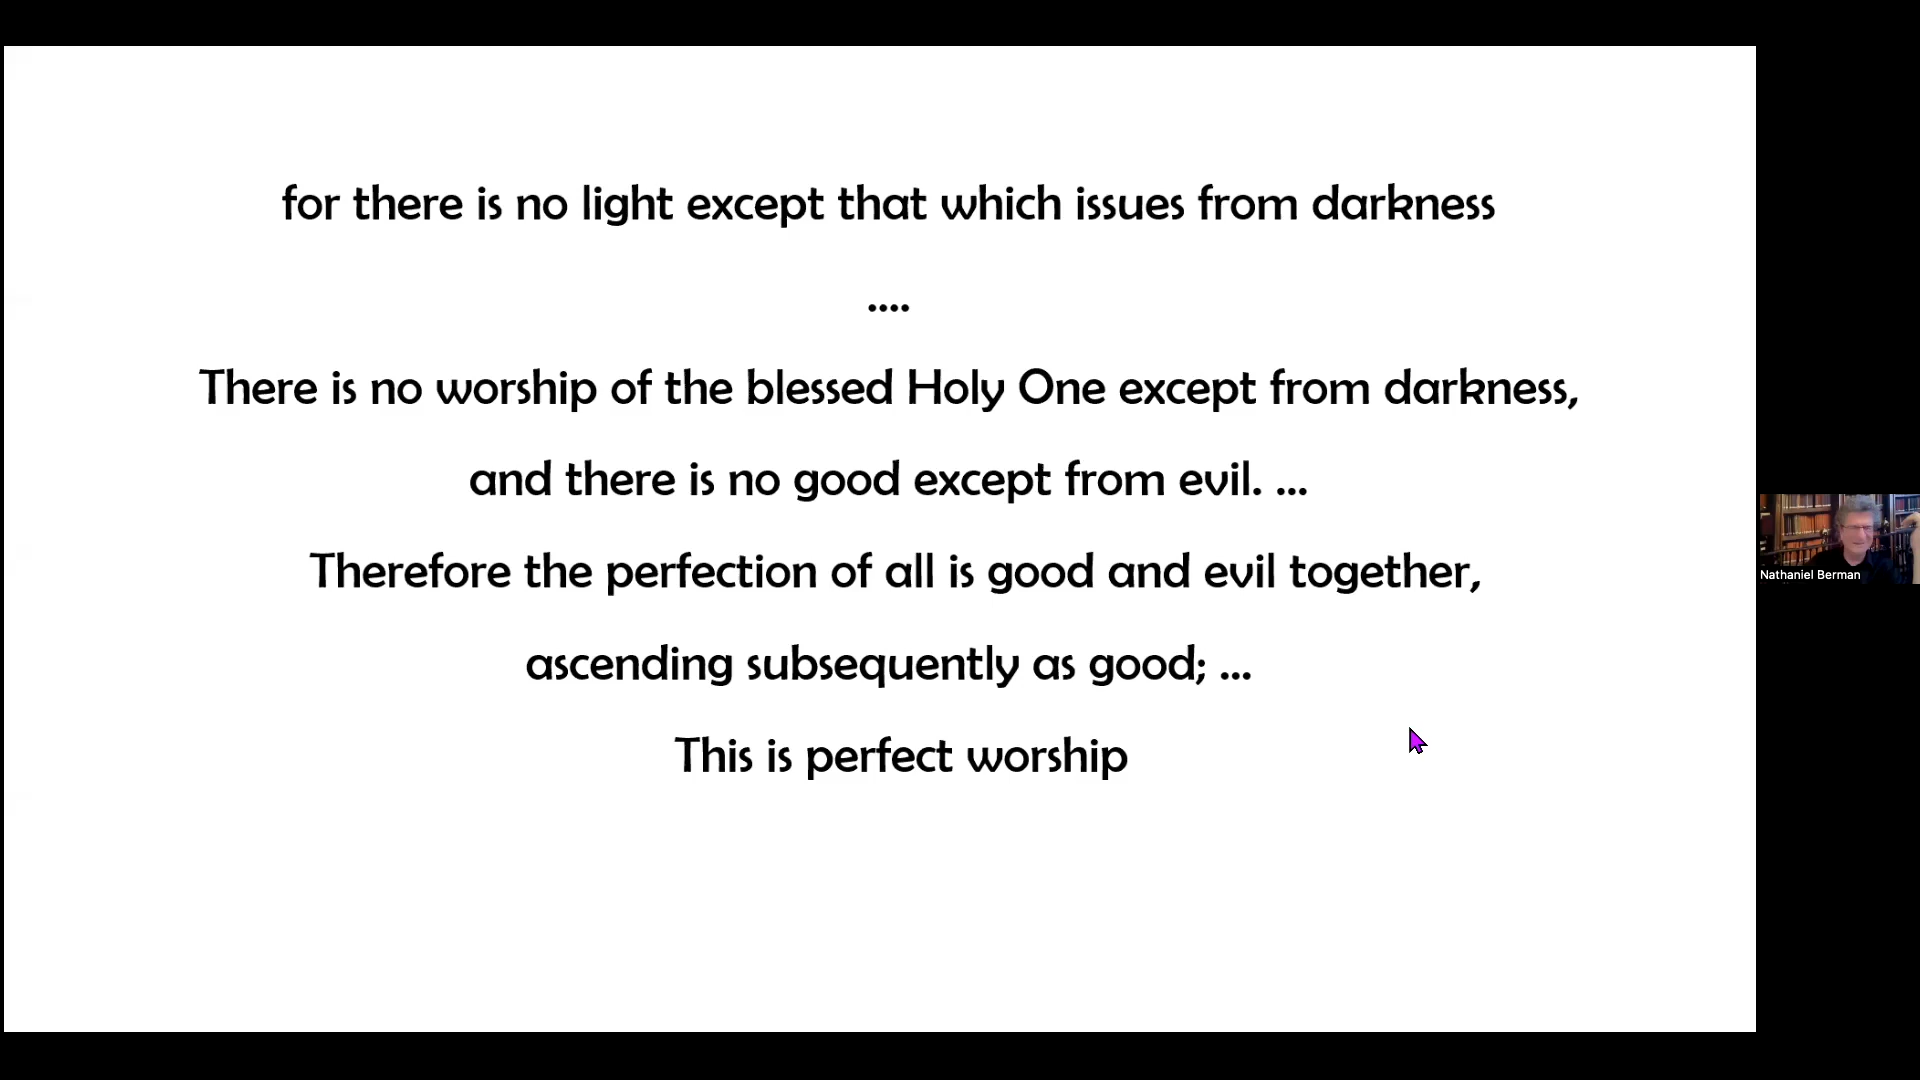 for there is no light except that which issues from darkness
....
There is no worship of the blessed Holy One except from darkness,
and there is no good except from evil. ...
Therefore the perfection of all is good and evil together,
ascending subsequently as good; ...
This is perfect worship
Nathaniel Berman